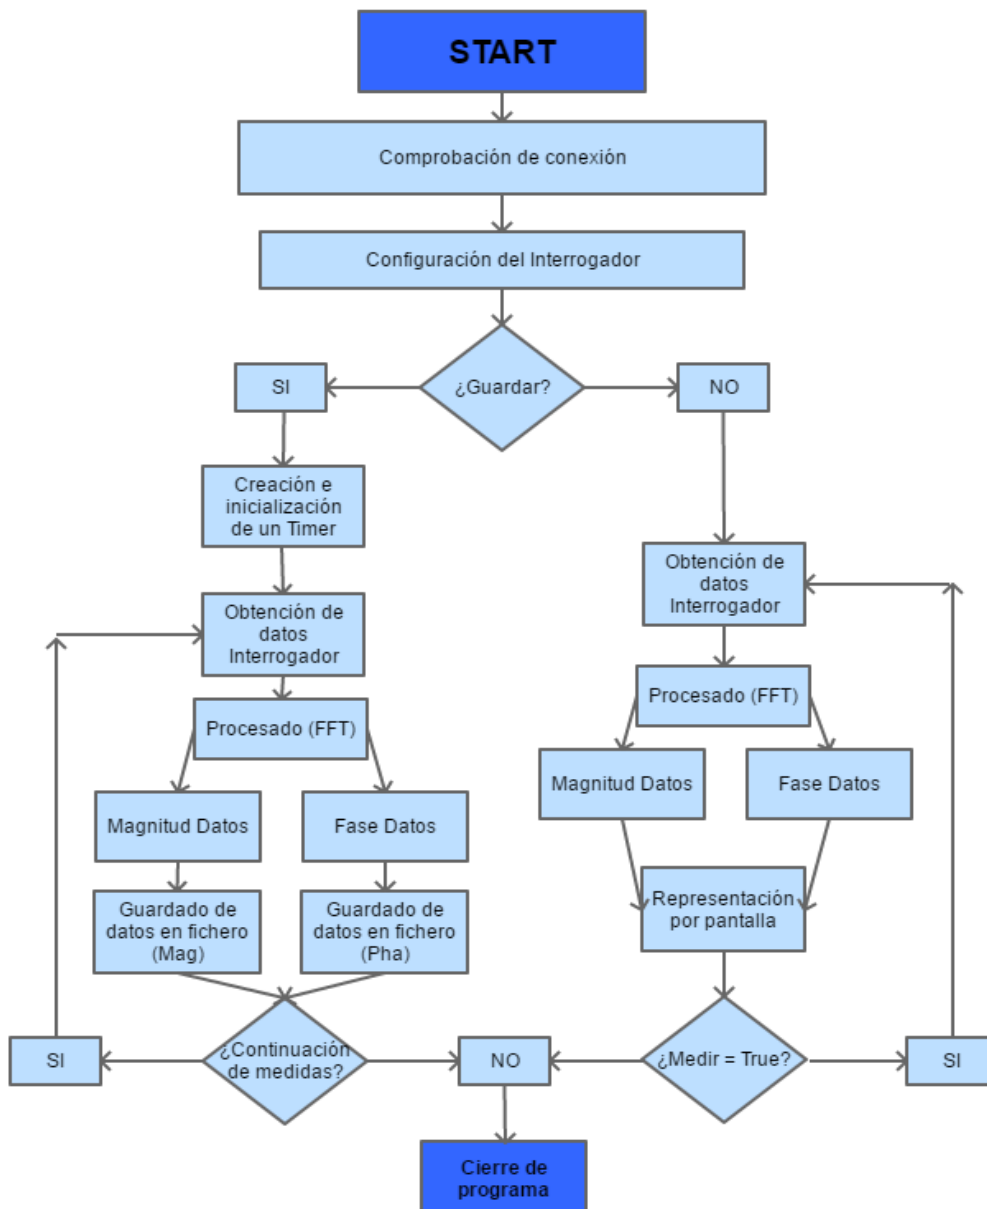 START
Comprobación de conexión
Configuración del Interrogador
¿Guardar?
SI
NO
Creación e
inicialización
de un Timer
Obtención de
datos
Interrogador
Obtención de
datos
Interrogador
Procesado (FFT)
Procesado (FFT)
Magnitud Datos
Fase Datos
Magnitud Datos
Fase Datos
Guardado de
datos en fichero
(Mag)
Guardado de
datos en fichero
(Pha)
Representación
por pantalla
SI
¿Continuación
de medidas?
NO
¿Medir = True?
SI
Cierre de
programa